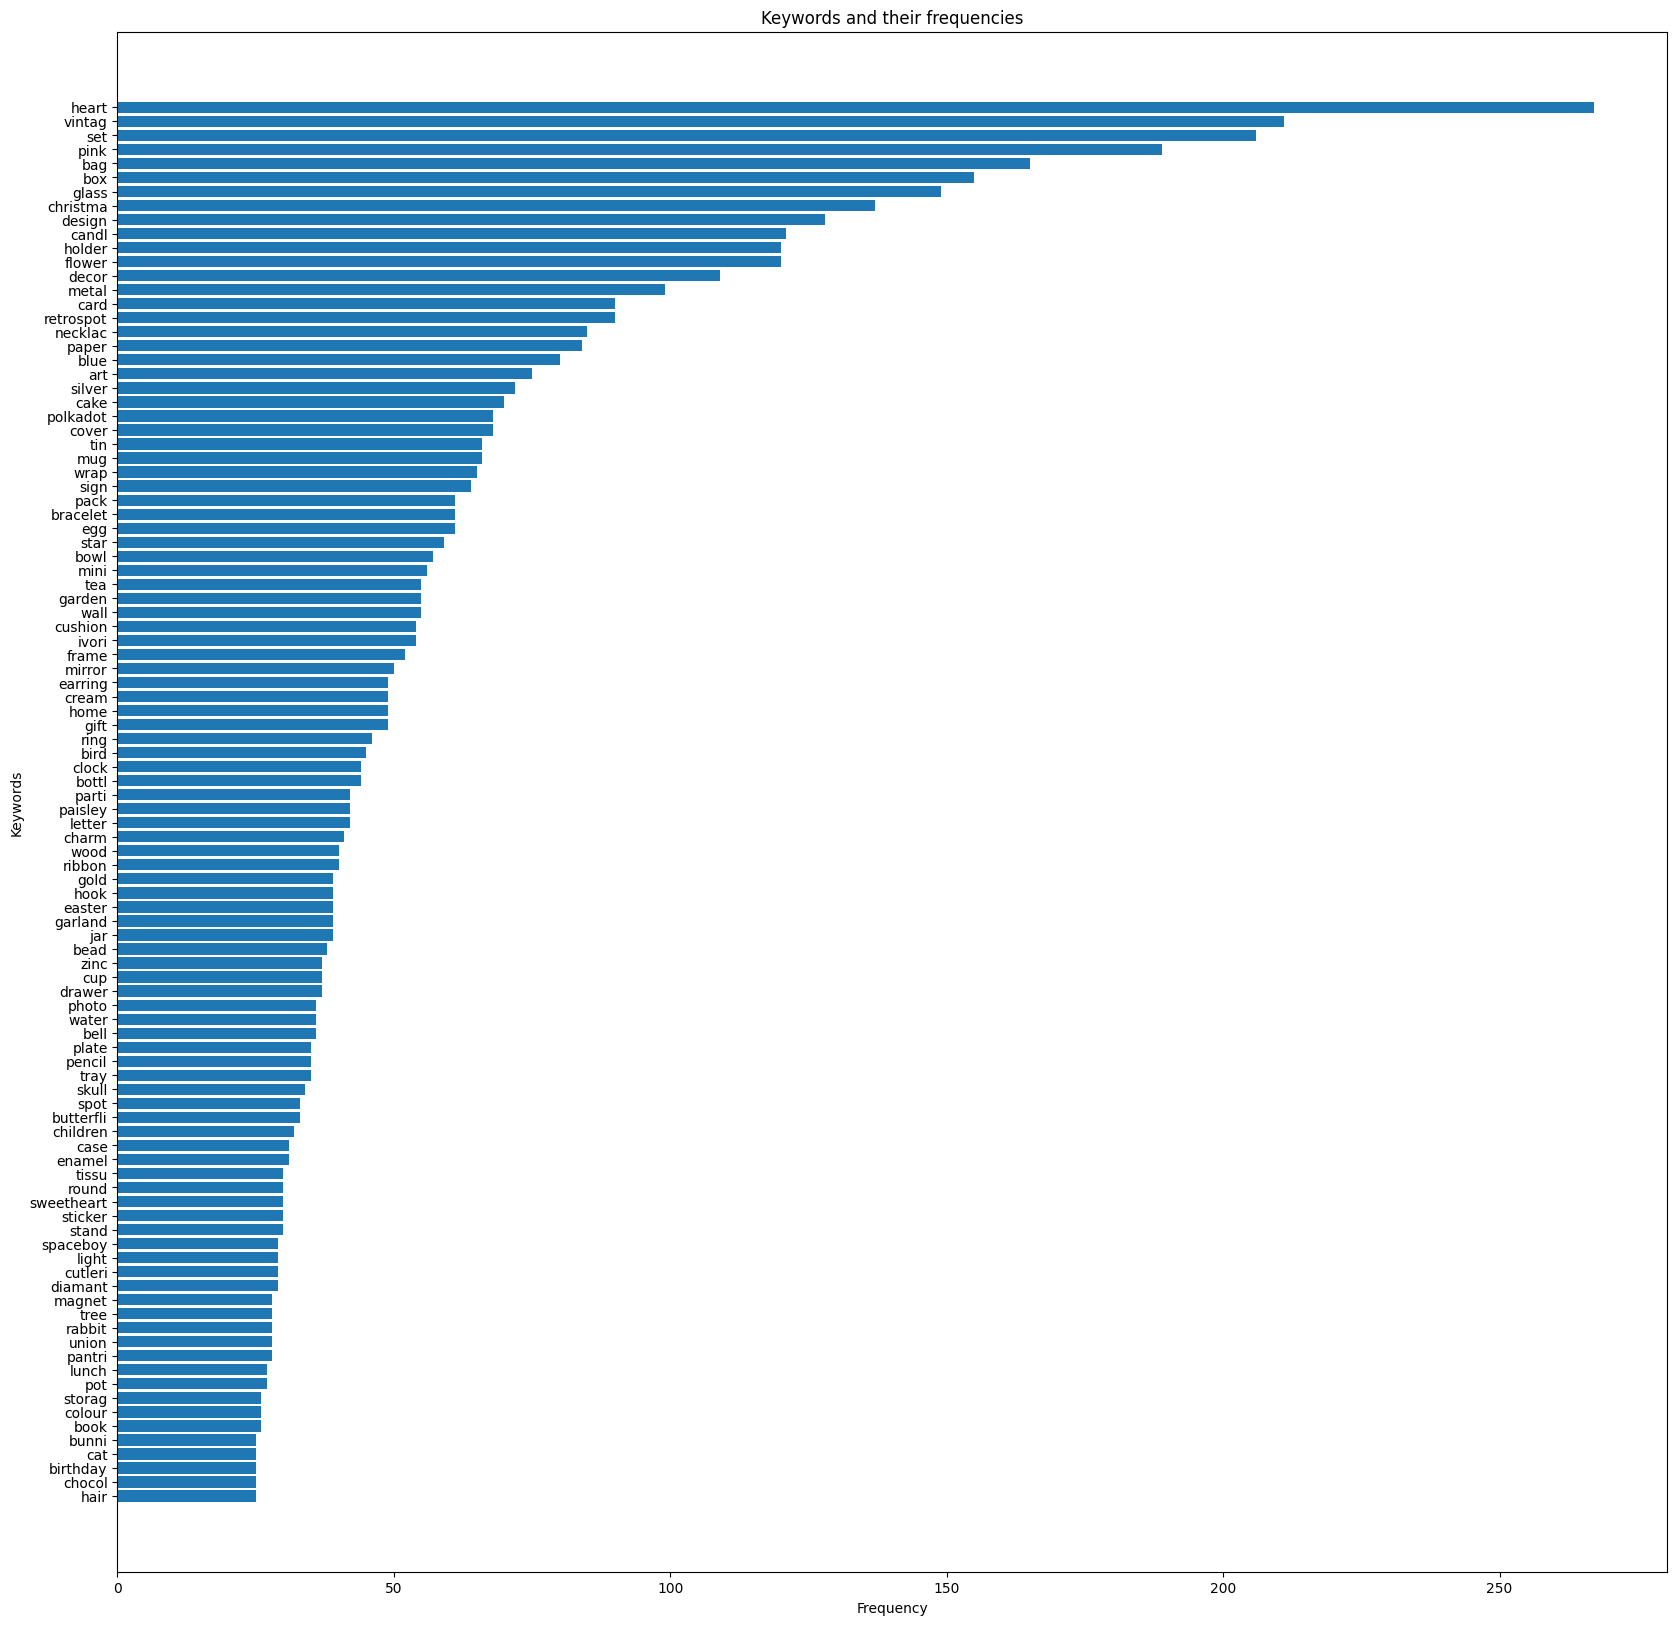 Keywords and their frequencies
heart
vintag
set
pink
bag
box
glass
christma
design
candl
holder
flower
decor
metal
card
retrospot
necklac
paper
blue
art
silver
cake
polkadot
cover
tin
mug
wrap
sign
pack
bracelet
egg
star
bowl
mini
tea
garden
wall
cushion
ivori
frame
mirror
earring
cream
home
gift
ring
bird
clock
bottl
parti
paisley
letter
charm
wood
ribbon
gold
hook
easter
garland
jar
bead
zinc
cup
drawer
photo
water
bell
plate
pencil
tray
skull
spot
butterfli
children
case
enamel
tissu
round
sweetheart
sticker
stand
spaceboy
light
cutleri
diamant
magnet
tree
rabbit
union
pantri
lunch
pot
storag
colour
book
bunni
cat
birthday
chocol
hair
Keywords
0 50 100 150 200 250
Frequency